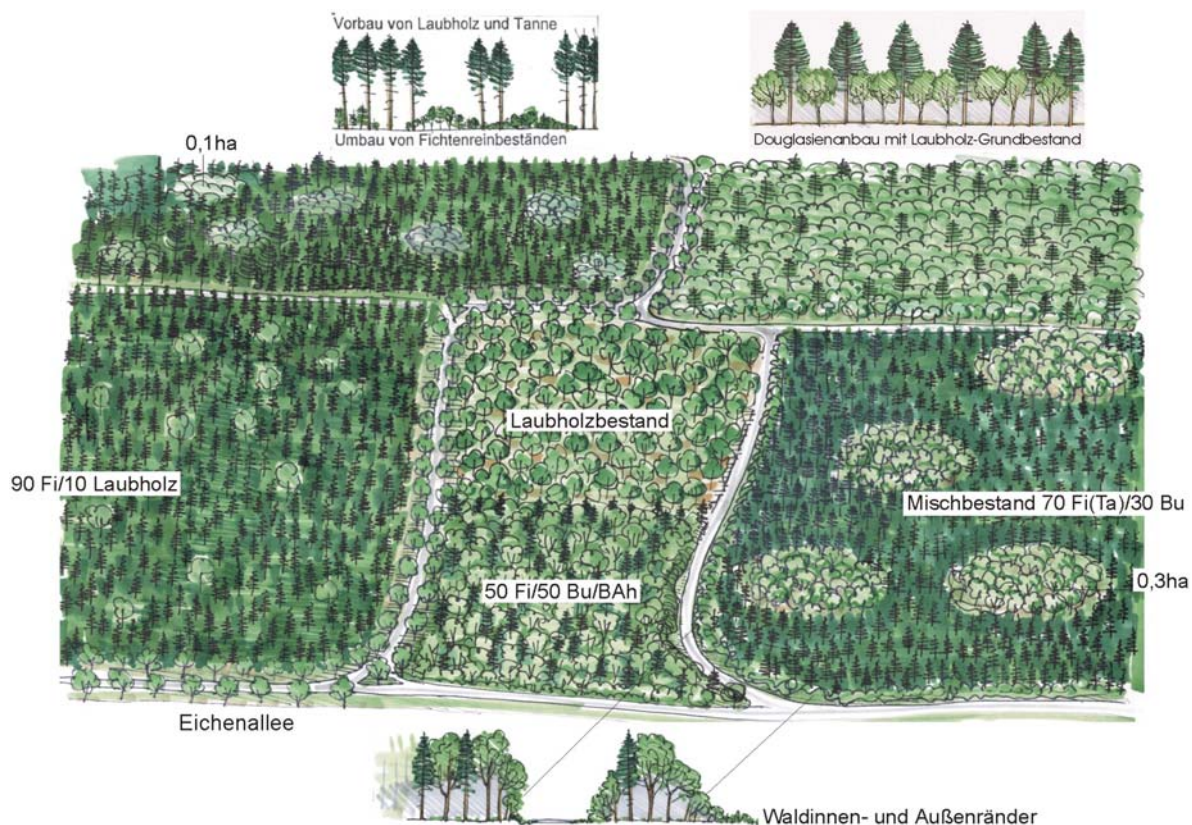 Vorbau von Laubholz und Tanne
Umbau von Fichtenreinbeständen
Douglasienanbau mit Laubholz-Grundbestand
0,1ha
Laubholzbestand
90 Fi/10 Laubholz
Mischbestand 70 Fi(Ta)/30 Bu
50 Fi/50 Bu/BAh
0,3ha
Eichenallee
Waldinnen- und Außenränder